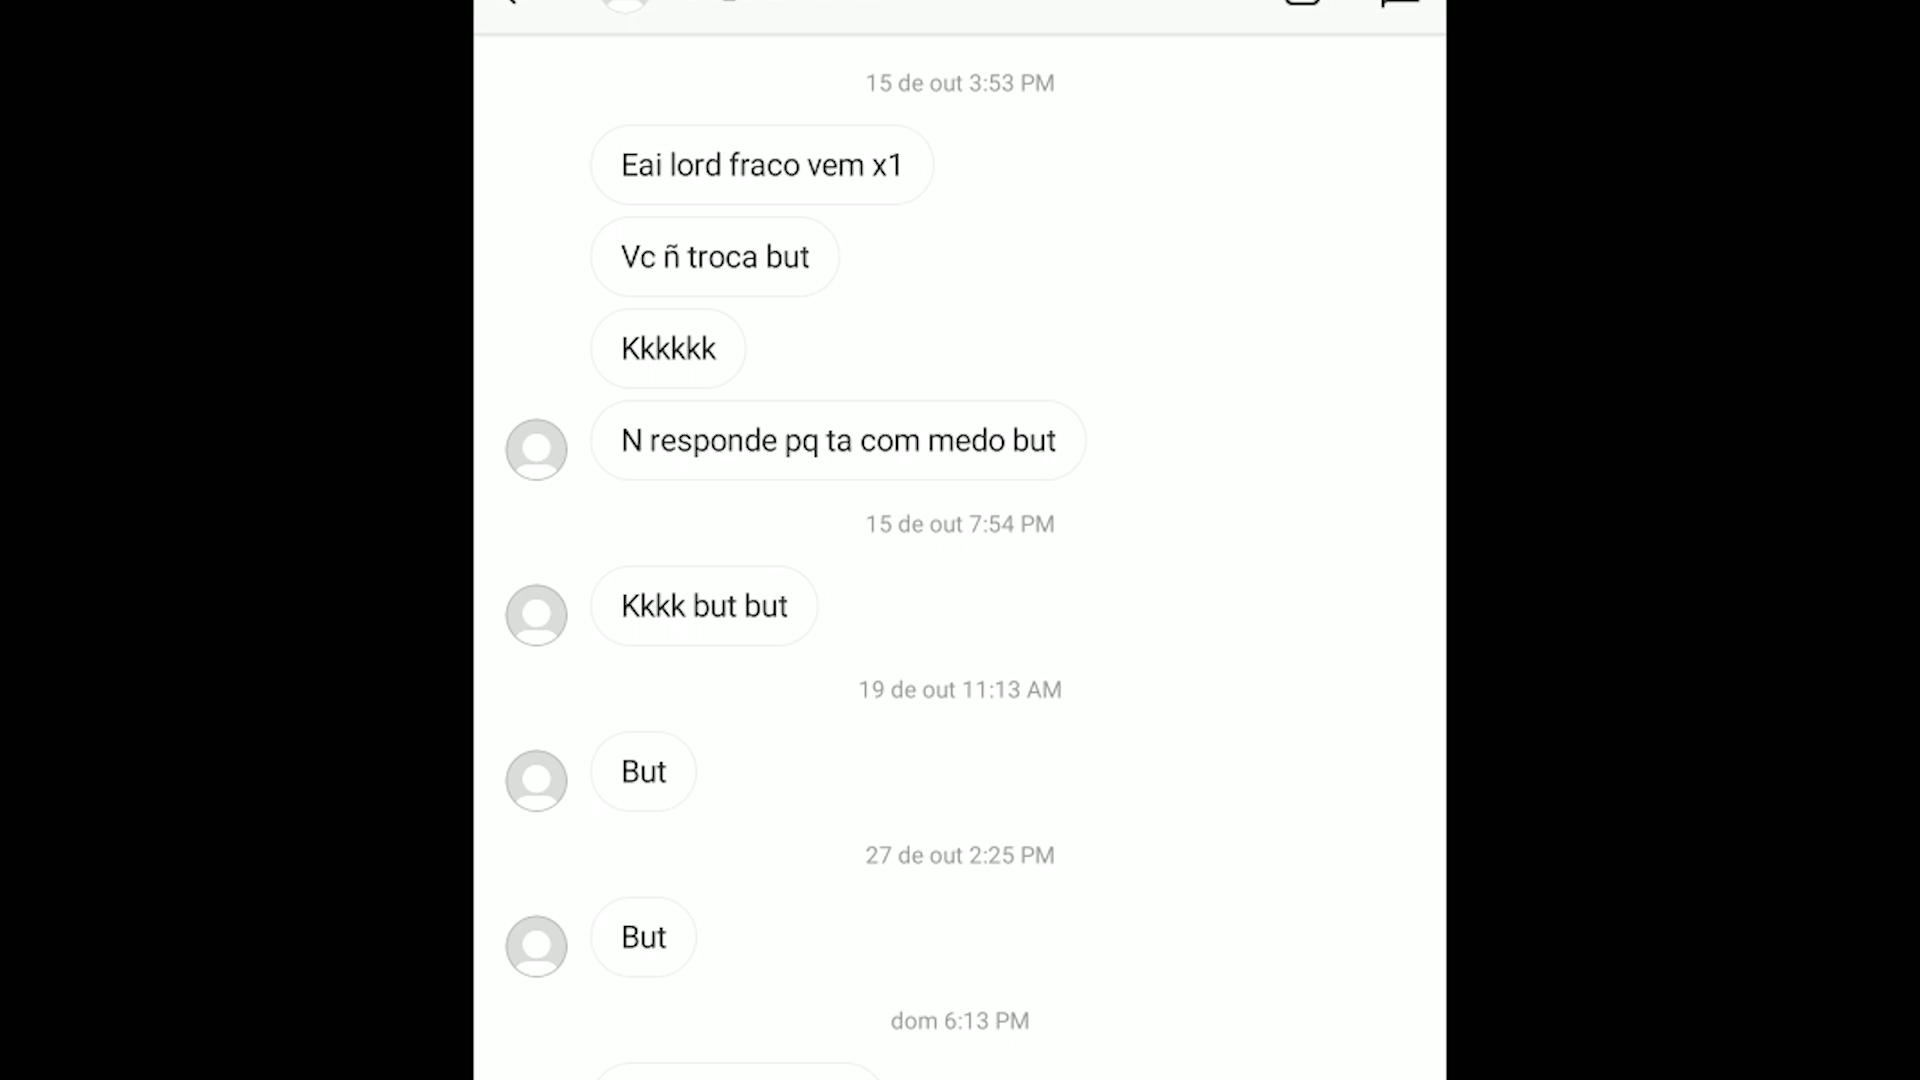 15 de out 3:53 PM
Eai lord fraco vem x1
Vc ñ troca but
Kkkkkk
N responde pq ta com medo but
15 de out 7:54 PM
Kkkk but but
19 de out 11:13 AM
But
27 de out 2:25 PM
But
dom 6:13 PM